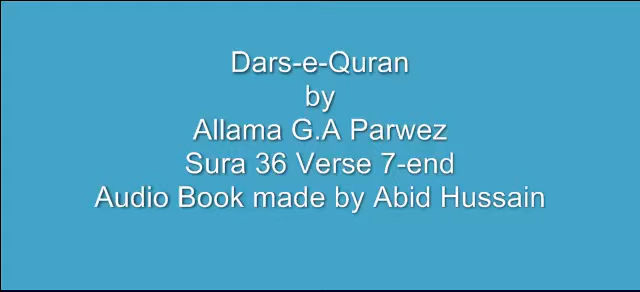 Dars-e-Quran
by
Allama G.A Parwez
Sura 36 Verse 7-end
Audio Book made by Abid Hussain